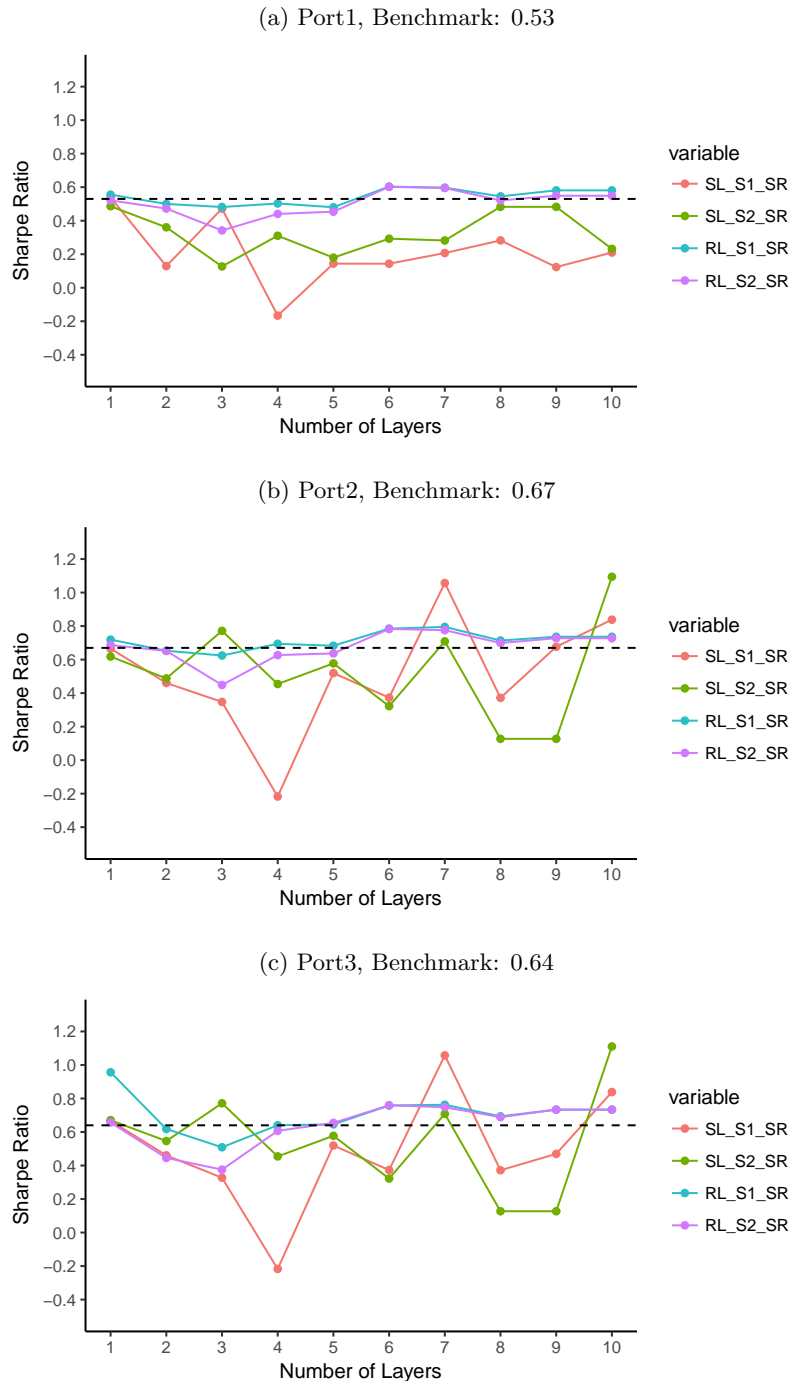 (a) Port1, Benchmark: 0.53
1.2
1.0
0.8
0.6
0.4
0.2
0.0
−0.2
−0.4
Sharpe Ratio
1 2 3 4 5 6 7 8 9 10
Number of Layers
variable
SL_S1_SR
SL_S2_SR
RL_S1_SR
RL_S2_SR
(b) Port2, Benchmark: 0.67
1.2
1.0
0.8
0.6
0.4
0.2
0.0
−0.2
−0.4
Sharpe Ratio
1 2 3 4 5 6 7 8 9 10
Number of Layers
variable
SL_S1_SR
SL_S2_SR
RL_S1_SR
RL_S2_SR
(c) Port3, Benchmark: 0.64
1.2
1.0
0.8
0.6
0.4
0.2
0.0
−0.2
−0.4
Sharpe Ratio
1 2 3 4 5 6 7 8 9 10
Number of Layers
variable
SL_S1_SR
SL_S2_SR
RL_S1_SR
RL_S2_SR